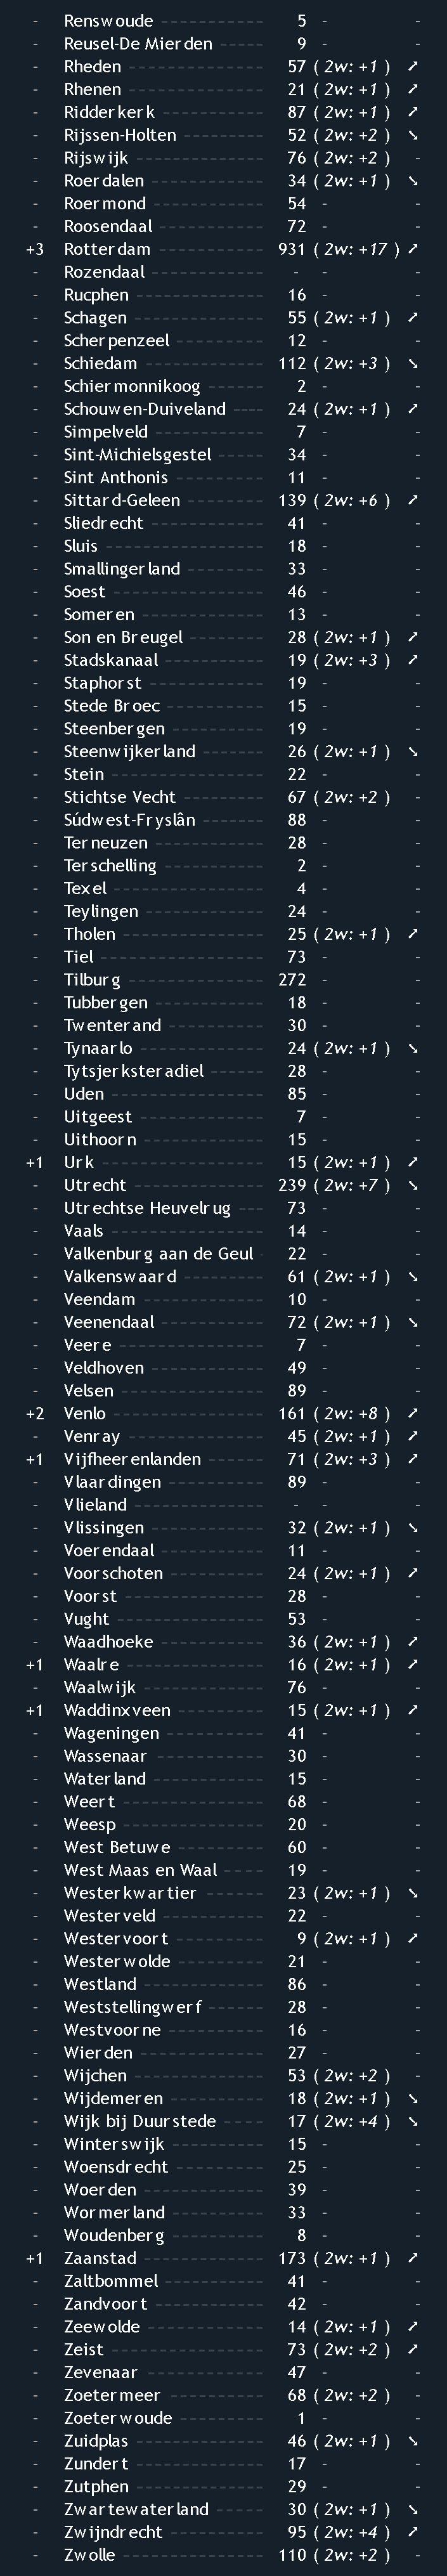 - Renswoude ------------ 5 - -
- Reusel-De Mierden -------- 9 - -
- Rheden ---------------- 57 ( 2w: +1 ) ➚
- Rhenen ---------------- 21 ( 2w: +1 ) ➚
- Ridderkerk ------------ 87 ( 2w: +1 ) ➚
- Rijssen-Holten ---------- 52 ( 2w: +2 ) ➘
- Rijswijk --------------- 76 ( 2w: +2 ) -
- Roerdalen ------------- 34 ( 2w: +1 ) ➘
- Roermond ------------- 54 - -
- Roosendaal ------------ 72 - -
+3 Rotterdam ------------ 931 ( 2w: +17 ) ➚
- Rozendaal ------------- - - -
- Rucphen -------------- 16 - -
- Schagen --------------- 55 ( 2w: +1 ) ➚
- Scherpenzeel ----------- 12 - -
- Schiedam -------------- 112 ( 2w: +3 ) ➘
- Schiermonnikoog -------- 2 - -
- Schouwen-Duiveland ---- 24 ( 2w: +1 ) ➚
- Simpelveld ------------- 7 - -
- Sint-Michielsgestel ------ 34 - -
- Sint Anthonis ----------- 11 - -
- Sittard-Geleen ---------- 139 ( 2w: +6 ) ➚
- Sliedrecht ------------- 41 - -
- Sluis ------------------ 18 - -
- Smallingerland ---------- 33 - -
- Soest ----------------- 46 - -
- Someren -------------- 13 - -
- Son en Breugel ---------- 28 ( 2w: +1 ) ➚
- Stadskanaal ------------ 19 ( 2w: +3 ) ➚
- Staphorst -------------- 19 - -
- Stede Broec ------------ 15 - -
- Steenbergen ----------- 19 - -
- Steenwijkerland -------- 26 ( 2w: +1 ) ➘
- Stein ----------------- 22 - -
- Stichtse Vecht ---------- 67 ( 2w: +2 ) -
- Súdwest-Fryslân -------- 88 - -
- Terneuzen ------------- 28 - -
- Terschelling ------------ 2 - -
- Texel ----------------- 4 - -
- Teylingen ------------- 24 - -
- Tholen ---------------- 25 ( 2w: +1 ) ➚
- Tiel ------------------ 73 - -
- Tilburg ---------------- 272 - -
- Tubbergen ------------- 18 - -
- Twenterand ------------ 30 - -
- Tynaarlo -------------- 24 ( 2w: +1 ) ➘
- Tytsjerksteradiel -------- 28 - -
- Uden ----------------- 85 - -
- Uitgeest --------------- 7 - -
- Uithoorn -------------- 15 - -
+1 Urk ------------------ 15 ( 2w: +1 ) ➚
- Utrecht --------------- 239 ( 2w: +7 ) ➘
- Utrechtse Heuvelrug ---- 73 - -
- Vaals ----------------- 14 - -
- Valkenburg aan de Geul - 22 - -
- Valkenswaard ---------- 61 ( 2w: +1 ) ➘
- Veendam -------------- 10 - -
- Veenendaal ------------ 72 ( 2w: +1 ) ➘
- Veere ----------------- 7 - -
- Veldhoven ------------- 49 - -
- Velsen ---------------- 89 - -
+2 Venlo ----------------- 161 ( 2w: +8 ) ➚
- Venray ---------------- 45 ( 2w: +1 ) ➚
+1 Vijfheerenlanden ------- 71 ( 2w: +3 ) ➚
- Vlaardingen ------------ 89 - -
- Vlieland --------------- - - -
- Vlissingen ------------- 32 ( 2w: +1 ) ➘
- Voerendaal ------------ 11 - -
- Voorschoten ----------- 24 ( 2w: +1 ) ➚
- Voorst ---------------- 28 - -
- Vught ----------------- 53 - -
- Waadhoeke ------------ 36 ( 2w: +1 ) ➚
+1 Waalre ---------------- 16 ( 2w: +1 ) ➚
- Waalwijk -------------- 76 - -
+1 Waddinxveen ---------- 15 ( 2w: +1 ) ➚
- Wageningen ------------ 41 - -
- Wassenaar ------------- 30 - -
- Waterland ------------- 15 - -
- Weert ---------------- 68 - -
- Weesp ---------------- 20 - -
- West Betuwe ----------- 60 - -
- West Maas en Waal ---- 19 - -
- Westerkwartier -------- 23 ( 2w: +1 ) ➘
- Westerveld ------------ 22 - -
- Westervoort ----------- 9 ( 2w: +1 ) ➚
- Westerwolde ----------- 21 - -
- Westland -------------- 86 - -
- Weststellingwerf ------- 28 - -
- Westvoorne ------------ 16 - -
- Wierden --------------- 27 - -
- Wijchen --------------- 53 ( 2w: +2 ) -
- Wijdemeren ------------ 18 ( 2w: +1 ) ➘
- Wijk bij Duurstede ----- 17 ( 2w: +4 ) ➘
- Winterswijk ------------ 15 - -
- Woensdrecht ---------- 25 - -
- Woerden -------------- 39 - -
- Wormerland ----------- 33 - -
- Woudenberg ----------- 8 - -
+1 Zaanstad -------------- 173 ( 2w: +1 ) ➚
- Zaltbommel ------------ 41 - -
- Zandvoort ------------- 42 - -
- Zeewolde ------------- 14 ( 2w: +1 ) ➚
- Zeist ----------------- 73 ( 2w: +2 ) ➚
- Zevenaar -------------- 47 - -
- Zoetermeer ------------ 68 ( 2w: +2 ) -
- Zoeterwoude ---------- 1 - -
- Zuidplas -------------- 46 ( 2w: +1 ) ➘
- Zundert --------------- 17 - -
- Zutphen --------------- 29 - -
- Zwartewaterland ------ 30 ( 2w: +1 ) ➘
- Zwijndrecht ----------- 95 ( 2w: +4 ) ➚
- Zwolle ---------------- 110 ( 2w: +2 ) -